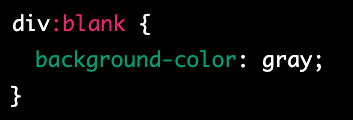 div:blank {
  background-color: gray;
}